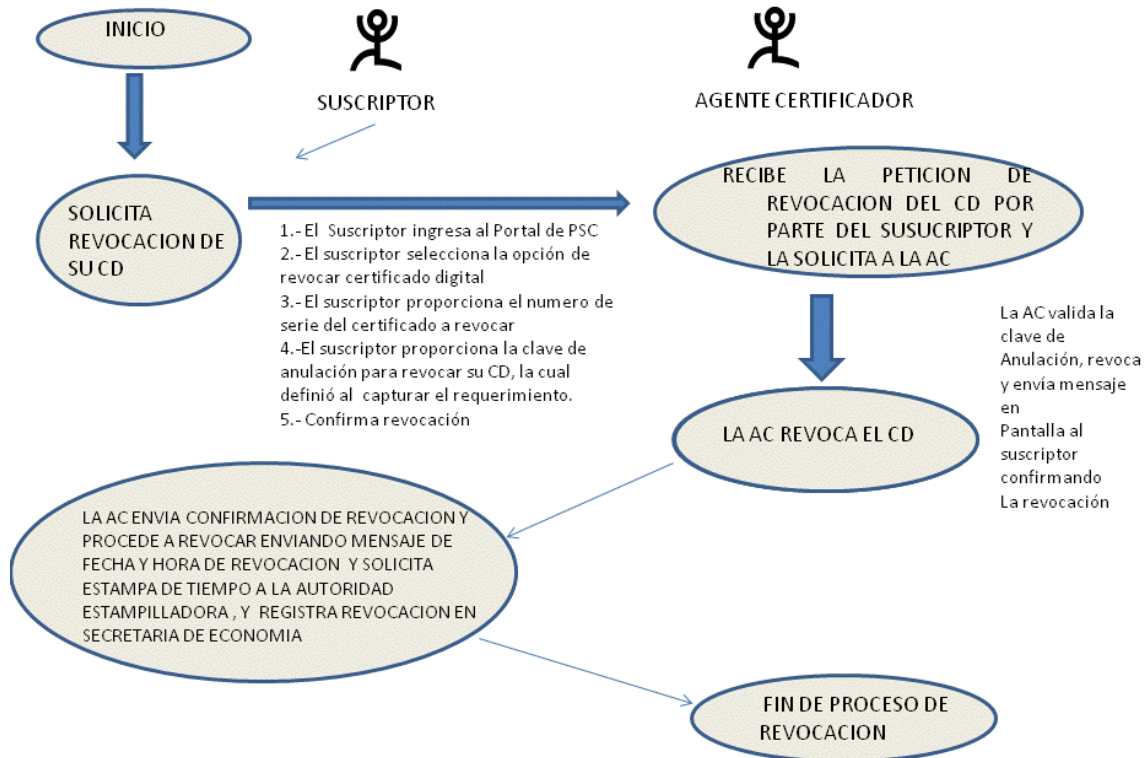 INICIO
SUSCRIPTOR
AGENTE CERTIFICADOR
SOLICITA
REVOCACION DE
SU CD
1.- El Suscriptor ingresa al Portal de PSC
2.- El suscriptor selecciona la opción de
revocar certificado digital
3.- El suscriptor proporciona el numero de
serie del certificado a revocar
4.-El suscriptor proporciona la clave de
anulación para revocar su CD, la cual
definió al capturar el requerimiento.
5.- Confirma revocación
RECIBE LA PETICION DE
REVOCACION DEL CD POR
PARTE DEL SUSUCRIPTOR Y
LA SOLICITA A LA AC
La AC valida la
clave de
Anulación, revoca
y envía mensaje
en
Pantalla al
suscriptor
confirmando
La revocación
LA AC REVOCA EL CD
LA AC ENVIA CONFIRMACION DE REVOCACION Y
PROCEDE A REVOCAR ENVIANDO MENSAJE DE
FECHA Y HORA DE REVOCACION Y SOLICITA
ESTAMPA DE TIEMPO A LA AUTORIDAD
ESTAMPILLADORA , Y REGISTRA REVOCACION EN
SECRETARIA DE ECONOMIA
FIN DE PROCESO DE
REVOCACION